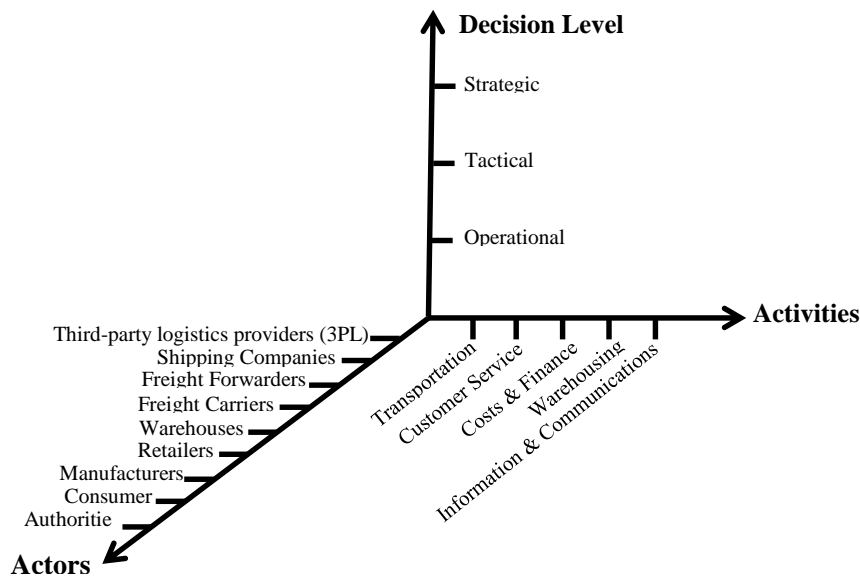 Decision Level
Strategic
Tactical
Operational
Activities
Transportation
Customer Service
Costs & Finance
Warehousing
Information & Communications
Third-party logistics providers (3PL)
Shipping Companies
Freight Forwarders
Freight Carriers
Warehouses
Retailers
Manufacturers
Consumer
Authoritie
Actors